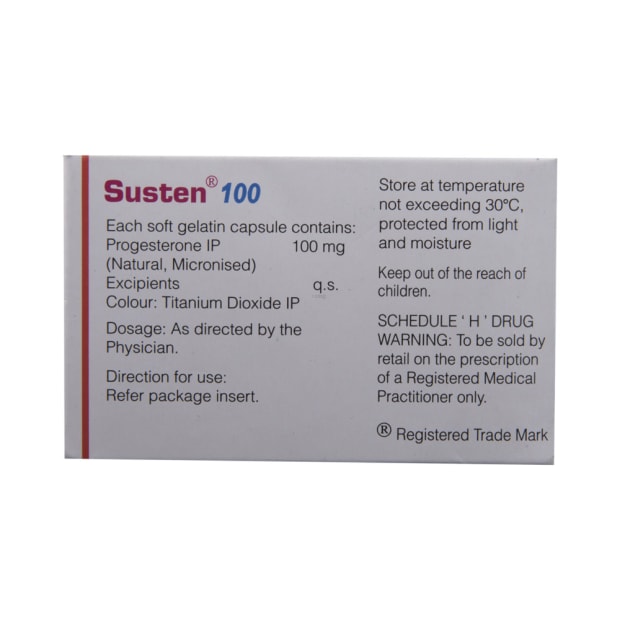 Susten® 100
Each soft gelatin capsule contains:
Progesterone IP 100 mg
(Natural, Micronised)
Excipients q.s.
Colour: Titanium Dioxide IP
Dosage: As directed by the
Physician.
Direction for use:
Refer package insert.
Store at temperature
not exceeding 30°C,
protected from light
and moisture
Keep out of the reach of
children.
SCHEDULE ' H ' DRUG
WARNING: To be sold by
retail on the prescription
of a Registered Medical
Practitioner only.
® Registered Trade Mark